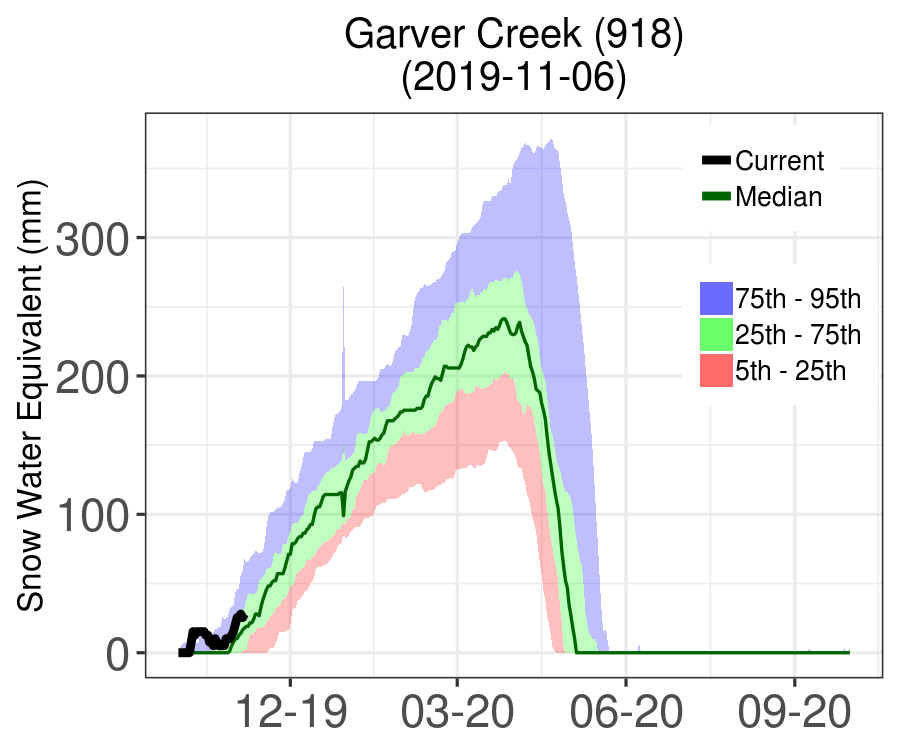 Garver Creek (918)
(2019-11-06)
Snow Water Equivalent (mm)
300
200
100
0
12-19
03-20
06-20
09-20
Current
Median
75th - 95th
25th - 75th
5th - 25th